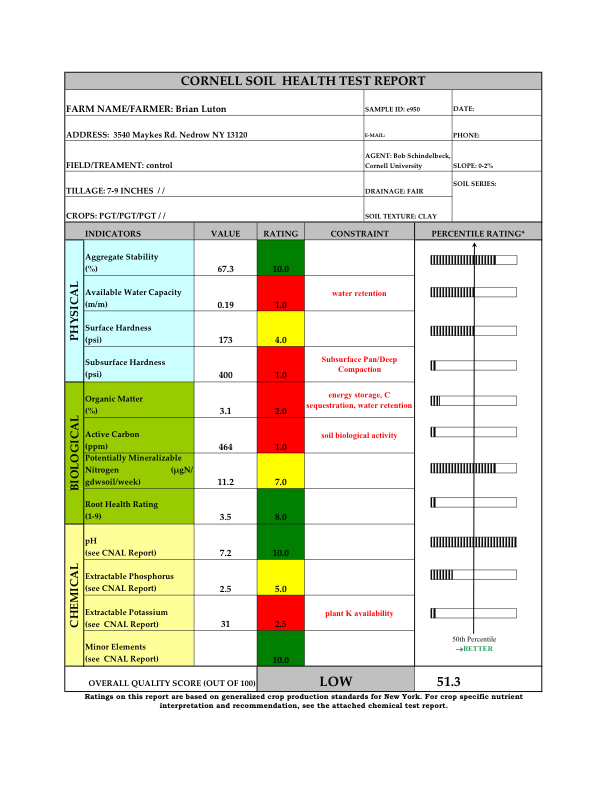 CORNELL SOIL HEALTH TEST REPORT
FARM NAME/FARMER: Brian Luton
SAMPLE ID: e950
DATE:
ADDRESS: 3540 Maykes Rd. Nedrow NY 13120
E-MAIL:
PHONE:
FIELD/TREAMENT: control
AGENT: Bob Schindelbeck,
Cornell University
SLOPE: 0-2%
TILLAGE: 7-9 INCHES / /
DRAINAGE: FAIR
SOIL SERIES:
CROPS: PGT/PGT/PGT / /
SOIL TEXTURE: CLAY
INDICATORS VALUE RATING CONSTRAINT PERCENTILE RATING*
PHYSICAL
Aggregate Stability
(%) 67.3 10.0
Available Water Capacity
(m/m) 0.19 1.0
water retention
Surface Hardness
(psi) 173 4.0
Subsurface Hardness
(psi) 400 1.0
Subsurface Pan/Deep
Compaction
BIOLOGICAL
Organic Matter
(%) 3.1 2.0
energy storage, C
sequestration, water retention
Active Carbon
(ppm) 464 1.0
soil biological activity
Potentially Mineralizable
Nitrogen (µgN/
gdwsoil/week) 11.2 7.0
Root Health Rating
(1-9) 3.5 8.0
CHEMICAL
pH
(see CNAL Report) 7.2 10.0
Extractable Phosphorus
(see CNAL Report) 2.5 5.0
Extractable Potassium
(see CNAL Report) 31 2.5
plant K availability
Minor Elements
(see CNAL Report) 10.0
50th Percentile
→BETTER
OVERALL QUALITY SCORE (OUT OF 100) LOW 51.3
Ratings on this report are based on generalized crop production standards for New York. For crop specific nutrient
interpretation and recommendation, see the attached chemical test report.